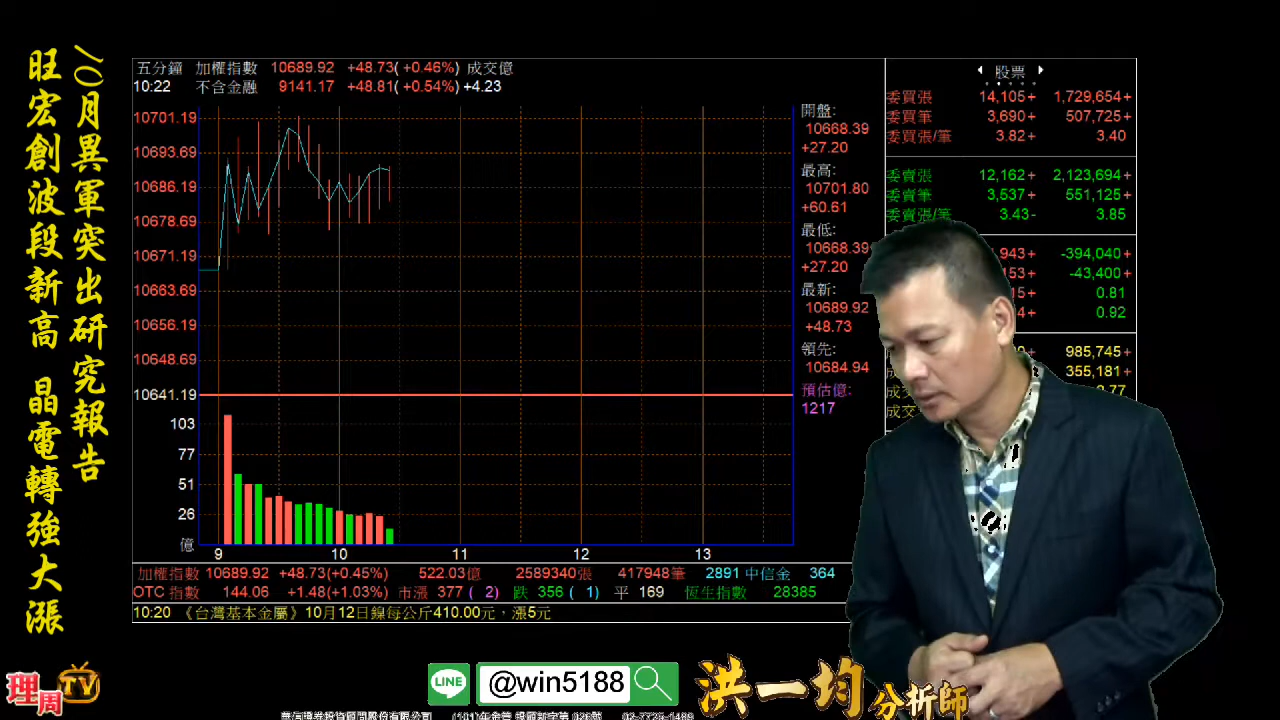 10月異軍突出研究報告
旺宏創波段新高 晶電轉強大漲
五分鐘 加權指數 10689.92 +48.73( +0.46%) 成交億
10:22 不含金融 9141.17 +48.81( +0.54%) +4.23
10701.19
10693.69
10686.19
10678.69
10671.19
10663.69
10656.19
10648.69
10641.19
103
77
51
26
億
9 10 11 12 13
開盤:
10668.39
+27.20
最高:
10701.80
+60.61
最低:
10668.39
+27.20
最新:
10689.92
+48.73
領先:
10684.94
預估億:
1217
股票
委買張 14,105+ 1,729,654+
委買筆 3,690+ 507,725+
委買張/筆 3.82+ 3.40
委賣張 12,162+ 2,123,694+
委賣筆 3,537+ 551,125+
委賣張/筆 3.43- 3.85
943+ -394,040+
153+ -43,400+
15+ 0.81
4+ 0.92
985,745+
355,181+
成交 2.77
成交
加權指數 10689.92 +48.73(+0.45%) 522.03億 2589340張 417948筆 2891 中信金 364
OTC 指數 144.06 +1.48(+1.03%) 市漲 377 ( 2) 跌 356 ( 1) 平 169 恆生指數 28385
10:20 《台灣基本金屬》10月12日鎳每公斤410.00元，漲5元
理周TV
LINE @win5188
洪一均分析師